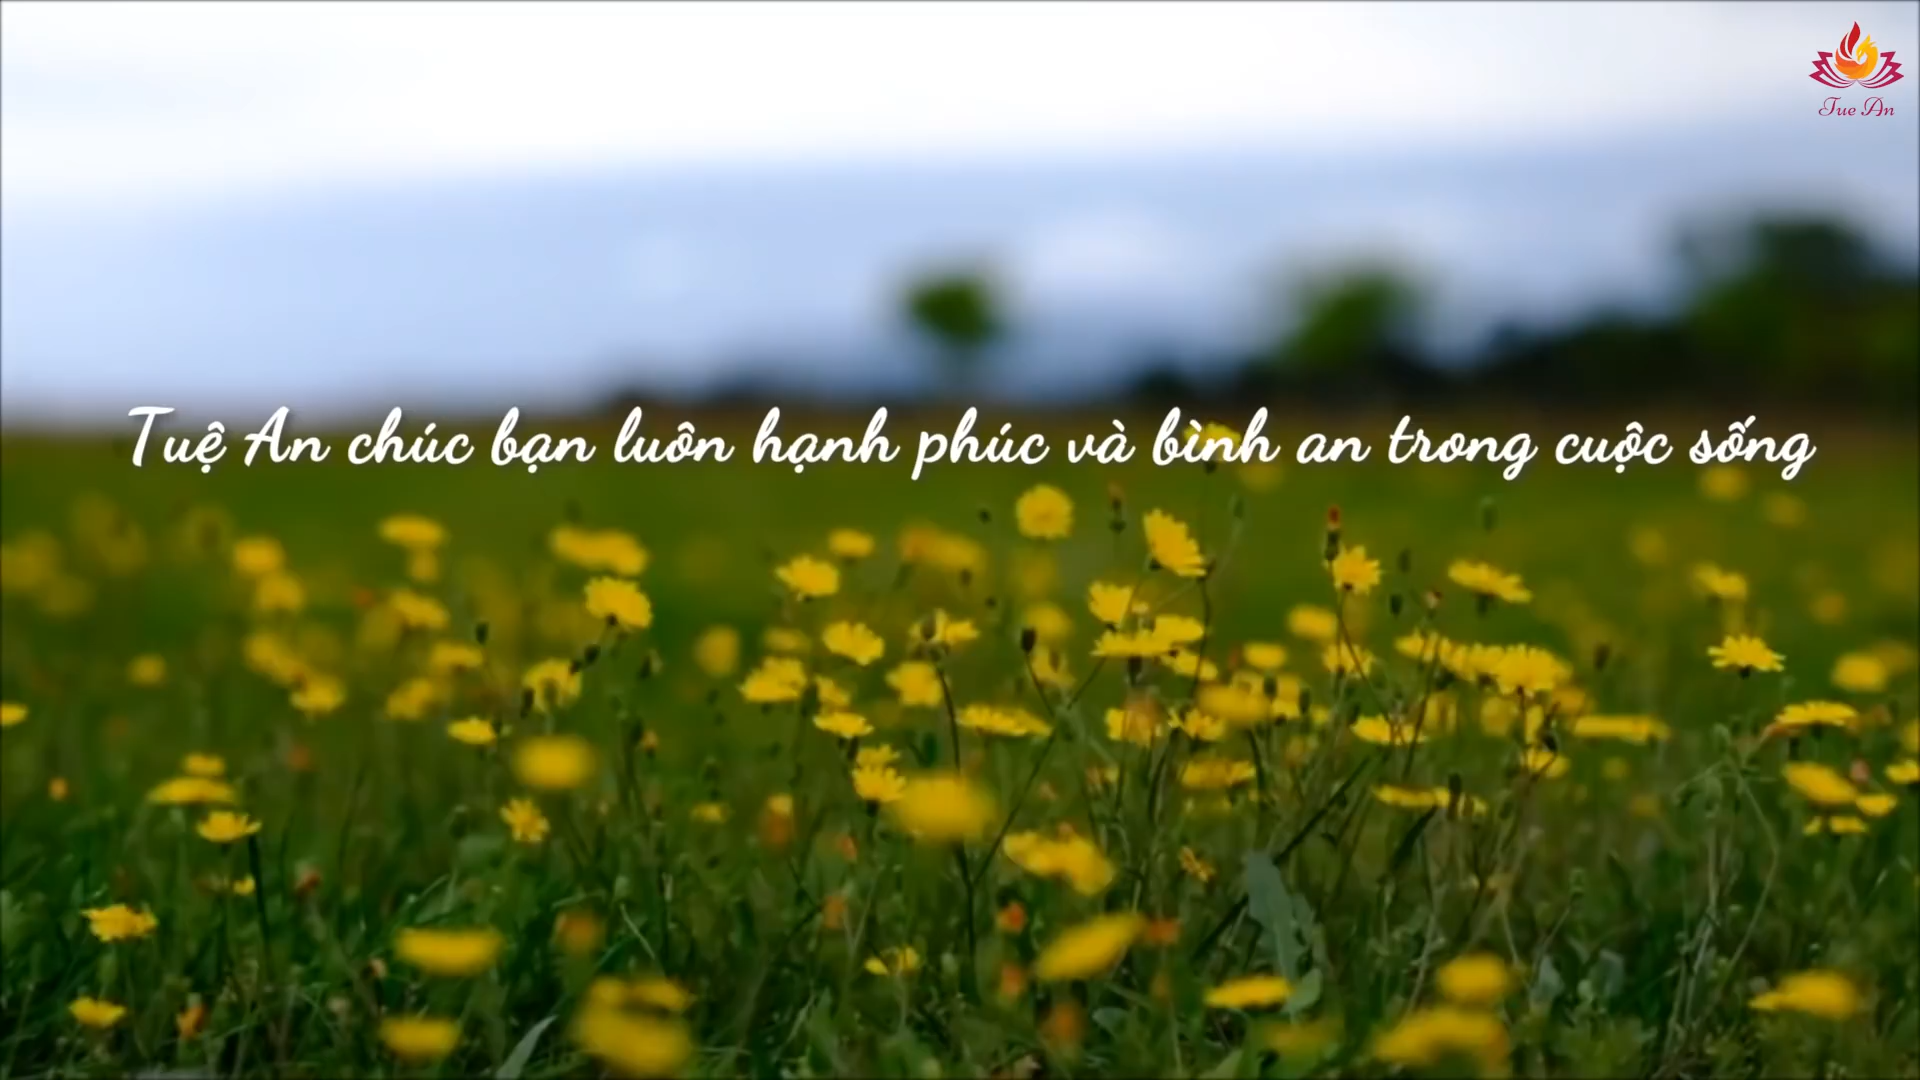 Tue An
Tuệ An chúc bạn luôn hạnh phúc và bình an trong cuộc sống